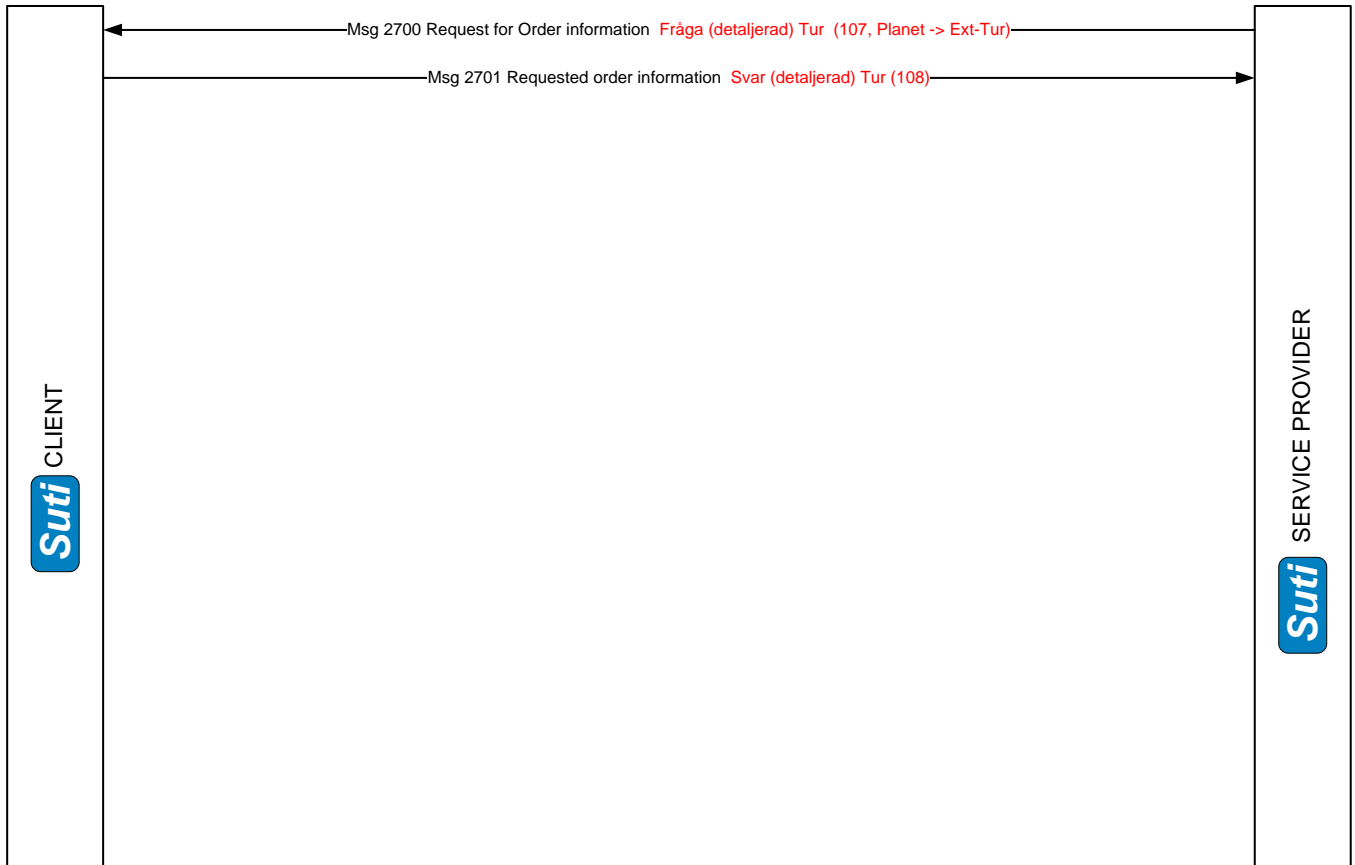 Msg 2700 Request for Order information Fråga (detaljerad) Tur (107, Planet -> Ext-Tur)
Msg 2701 Requested order information Svar (detaljerad) Tur (108)
Suti CLIENT
Suti SERVICE PROVIDER